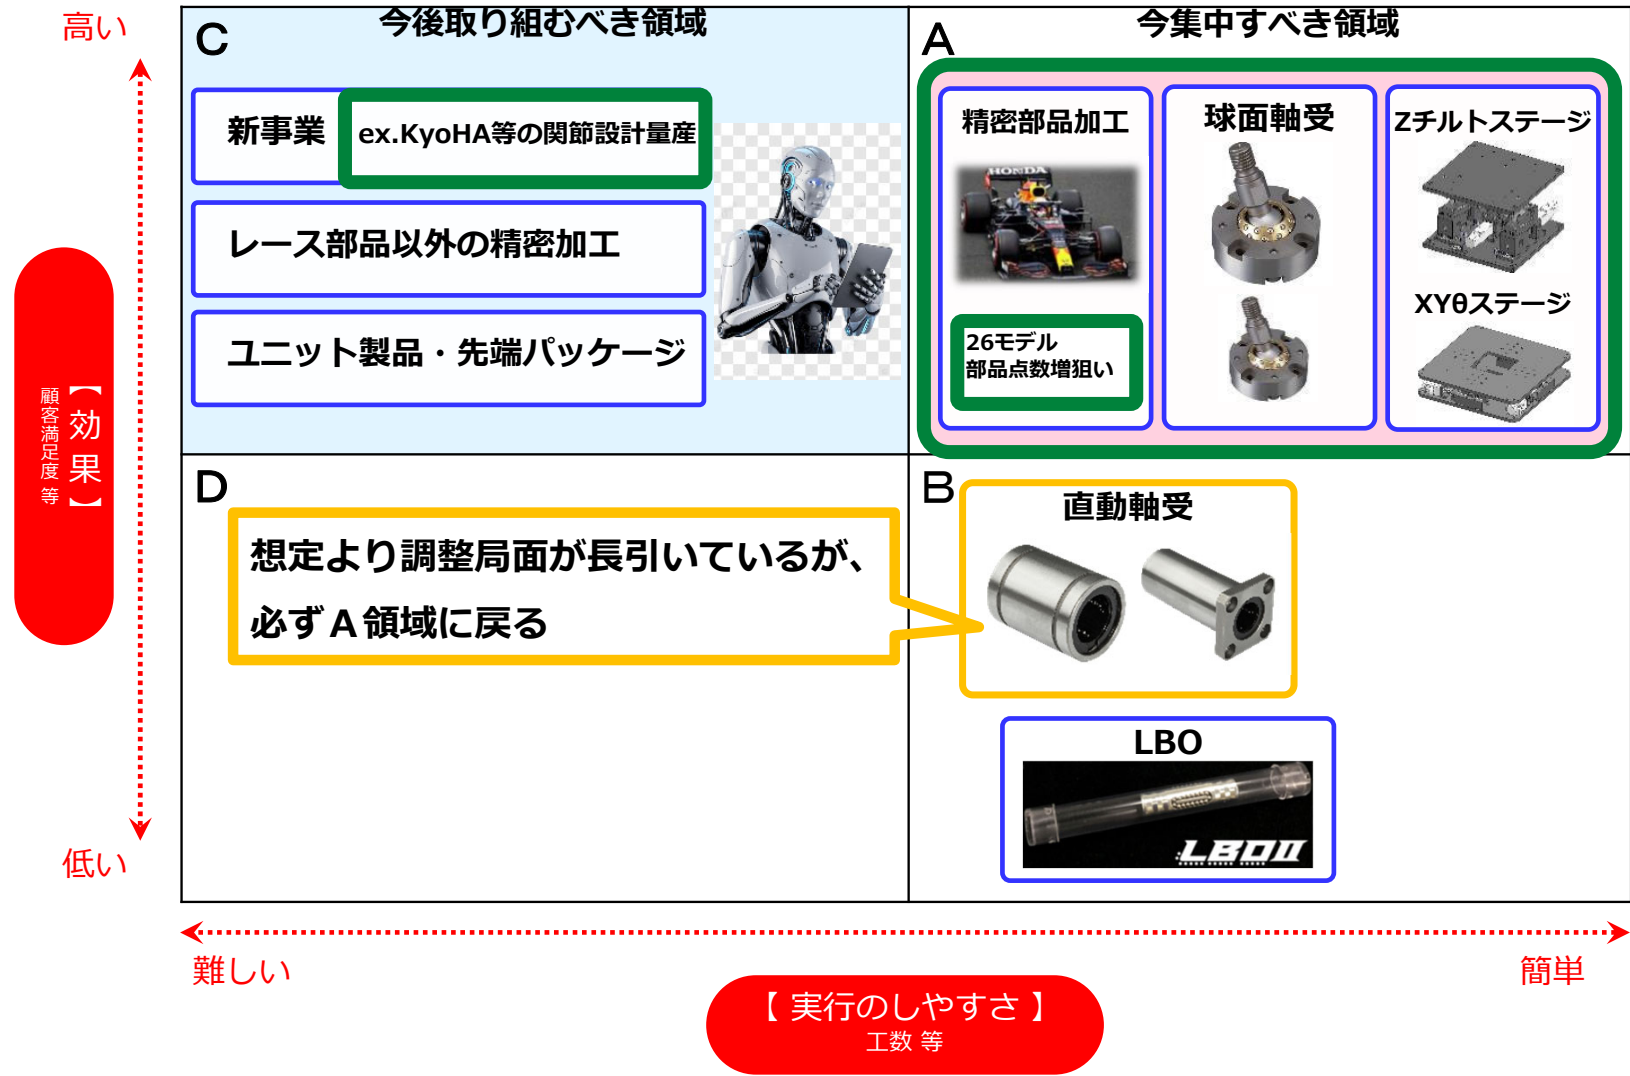 高い
C
今後取り組むべき領域
新事業
ex.KyoHA等の関節設計量産
レース部品以外の精密加工
ユニット製品・先端パッケージ
A
今集中すべき領域
精密部品加工
HONDA
26モデル
部品点数増狙い
球面軸受
Zチルトステージ
XYθステージ
【効果】
顧客満足度 等
D
想定より調整局面が長引いているが、
必ずA領域に戻る
B
直動軸受
LBO
LBOII
低い
難しい
簡単
【 実行のしやすさ 】
工数 等